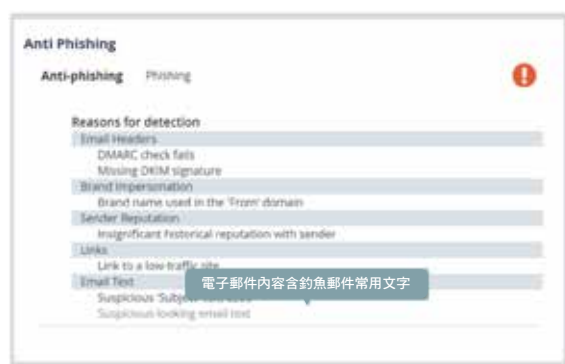 Anti Phishing
Anti-phishing Phishing
Reasons for detection
Email Headers
DMARC check fails
Missing DKIM signature
Brand Impersonation
Brand name used in the 'From' domain
Sender Reputation
Insignificant historical reputation with sender
Links
Link to a low-traffic site
電子郵件內容含釣魚郵件常用文字
Email Text
Suspicious 'Subject'
Suspicious-looking email text